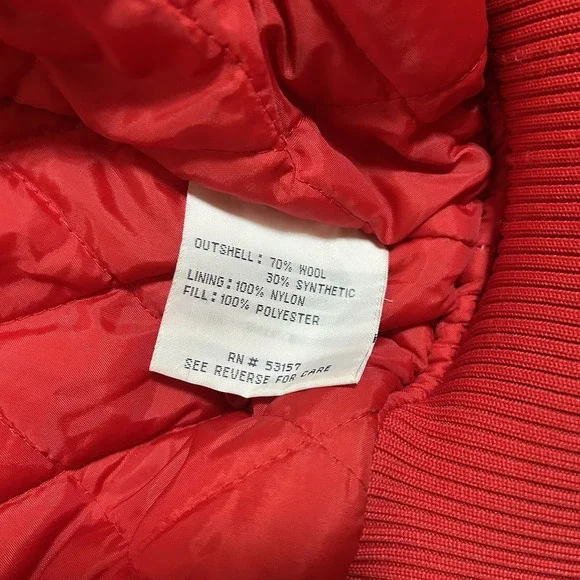 OUTSHELL: 70% WOOL
30% SYNTHETIC
LINING: 100% NYLON
FILL: 100% POLYESTER
RN# 53157
SEE REVERSE FOR CARE